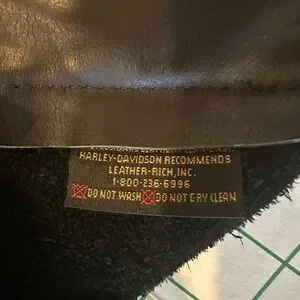 HARLEY-DAVIDSON RECOMMENDS
LEATHER-RICH, INC.
1-800-236-6996
DO NOT WASH DO NOT DRY CLEAN